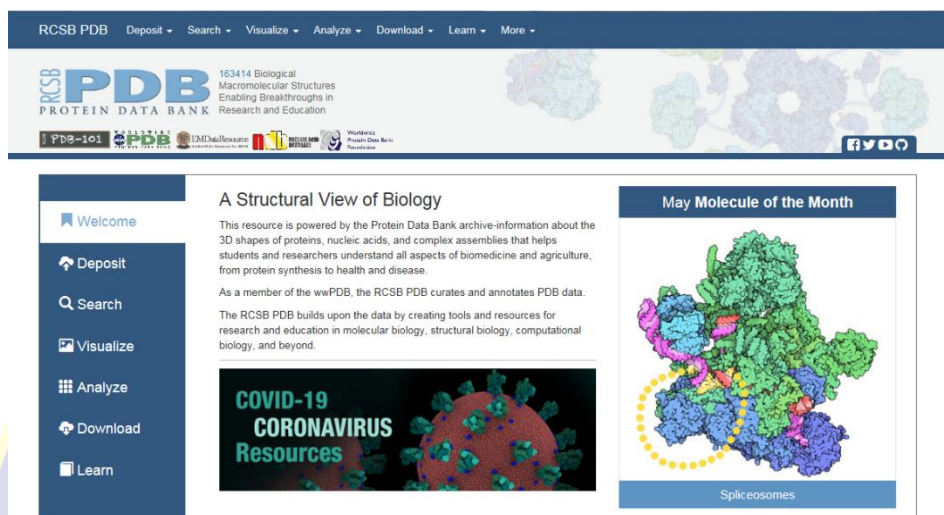 RCSB PDB Deposit Search Visualize Analyze Download Learn More
RCSB PDB
PROTEIN DATA BANK
163414 Biological
Macromolecular Structures
Enabling Breakthroughs in
Research and Education
PDB-101
WORLDWIDE
PDB
EMDataResource
NUCLEIC ACID
DATABASE
Worldwide
Protein Data Bank
Foundation
Welcome
Deposit
Search
Visualize
Analyze
Download
Learn
A Structural View of Biology
This resource is powered by the Protein Data Bank archive-information about the
3D shapes of proteins, nucleic acids, and complex assemblies that helps
students and researchers understand all aspects of biomedicine and agriculture,
from protein synthesis to health and disease.
As a member of the wwPDB, the RCSB PDB curates and annotates PDB data.
The RCSB PDB builds upon the data by creating tools and resources for
research and education in molecular biology, structural biology, computational
biology, and beyond.
COVID-19
CORONAVIRUS
Resources
May Molecule of the Month
Spliceosomes